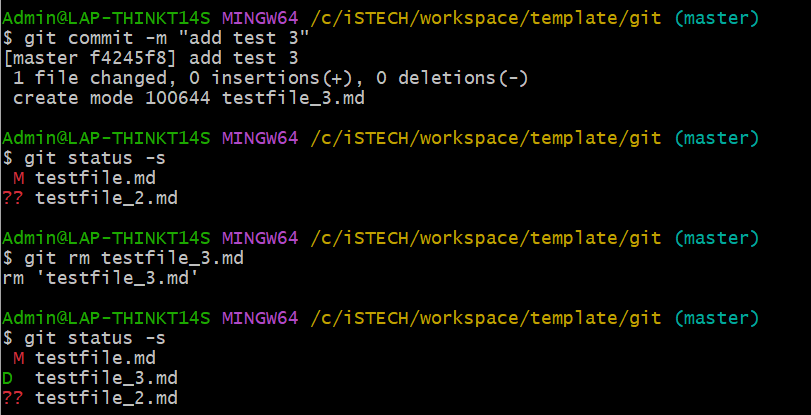 Admin@LAP-THINKT14S MINGW64 /c/iSTECH/workspace/template/git (master)
$ git commit -m "add test 3"
[master f4245f8] add test 3
 1 file changed, 0 insertions(+), 0 deletions(-)
 create mode 100644 testfile_3.md

Admin@LAP-THINKT14S MINGW64 /c/iSTECH/workspace/template/git (master)
$ git status -s
 M testfile.md
?? testfile_2.md

Admin@LAP-THINKT14S MINGW64 /c/iSTECH/workspace/template/git (master)
$ git rm testfile_3.md
rm 'testfile_3.md'

Admin@LAP-THINKT14S MINGW64 /c/iSTECH/workspace/template/git (master)
$ git status -s
 M testfile.md
D  testfile_3.md
?? testfile_2.md